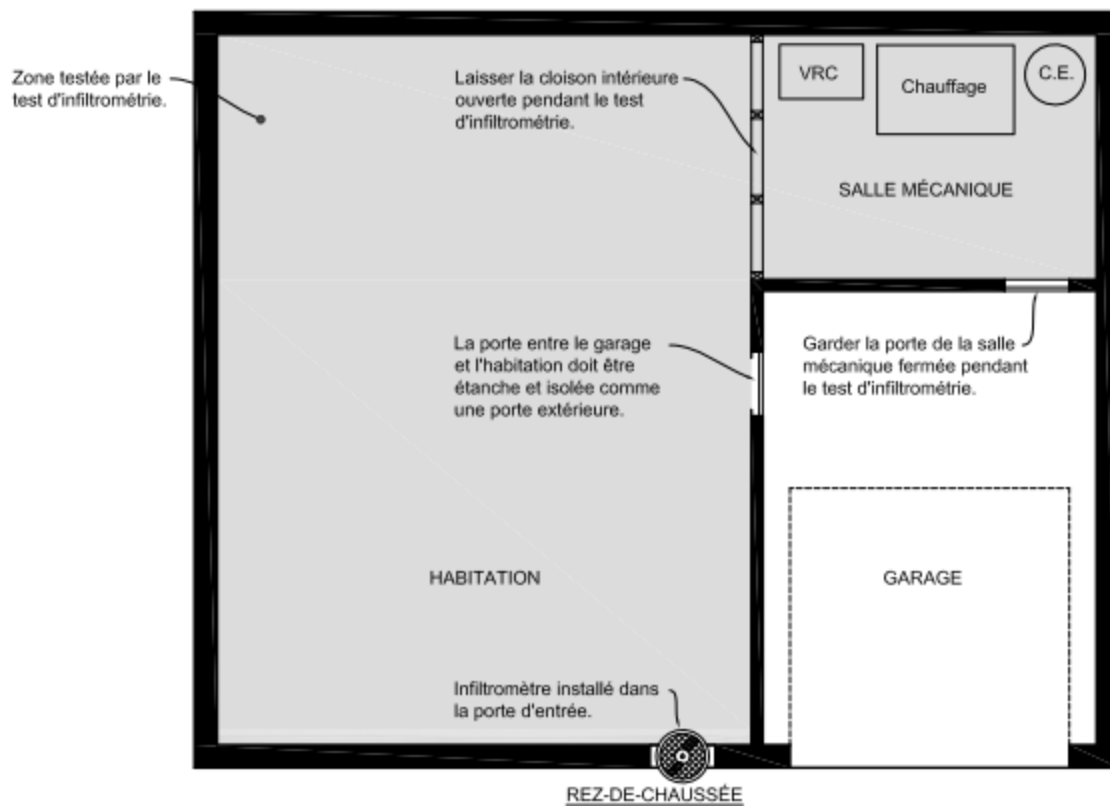 Zone testée par le
test d'infiltrométrie.
Laisser la cloison intérieure
ouverte pendant le test
d'infiltrométrie.
VRC
Chauffage
C.E.
SALLE MÉCANIQUE
La porte entre le garage
et l'habitation doit être
étanche et isolée comme
une porte extérieure.
Garder la porte de la salle
mécanique fermée pendant
le test d'infiltrométrie.
HABITATION
GARAGE
Infiltromètre installé dans
la porte d'entrée.
REZ-DE-CHAUSSÉE